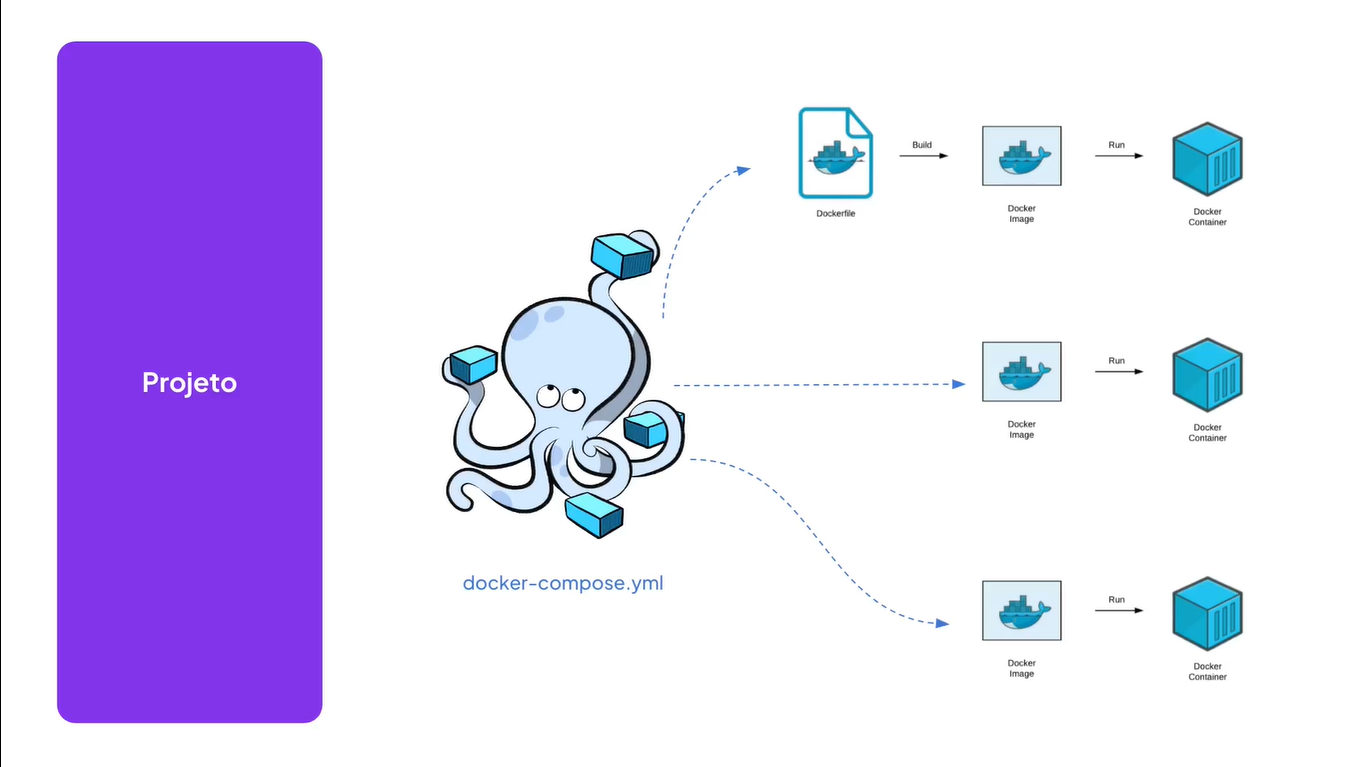 Projeto
docker-compose.yml
Dockerfile
Build
Docker
Image
Run
Docker
Container
Docker
Image
Run
Docker
Container
Docker
Image
Run
Docker
Container